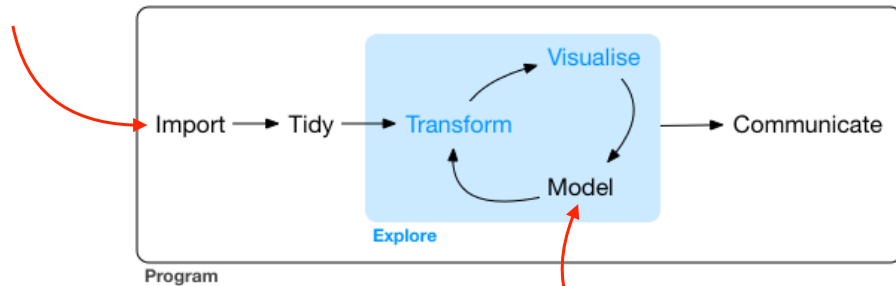 Visualise
Import
Tidy
Transform
Communicate
Model
Explore
Program